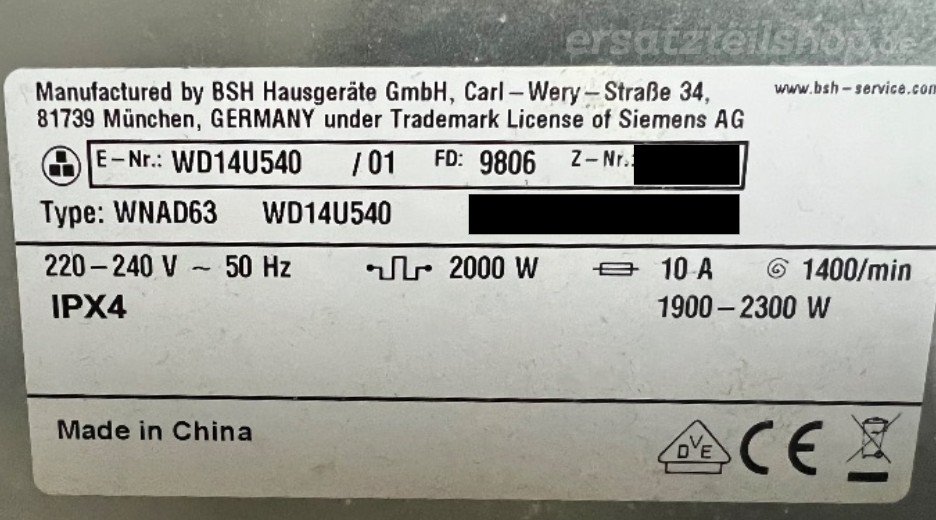 ersatzteilshop.de
Manufactured by BSH Hausgeräte GmbH, Carl-Wery-Straße 34,
www.bsh-service.com
81739 München, GERMANY under Trademark License of Siemens AG
E-Nr.: WD14U540 /01 FD: 9806 Z-Nr.:
Type: WNAD63 WD14U540
220-240 V ~ 50 Hz 2000 W 10 A 1400/min
IPX4 1900-2300 W
Made in China
DVE CE